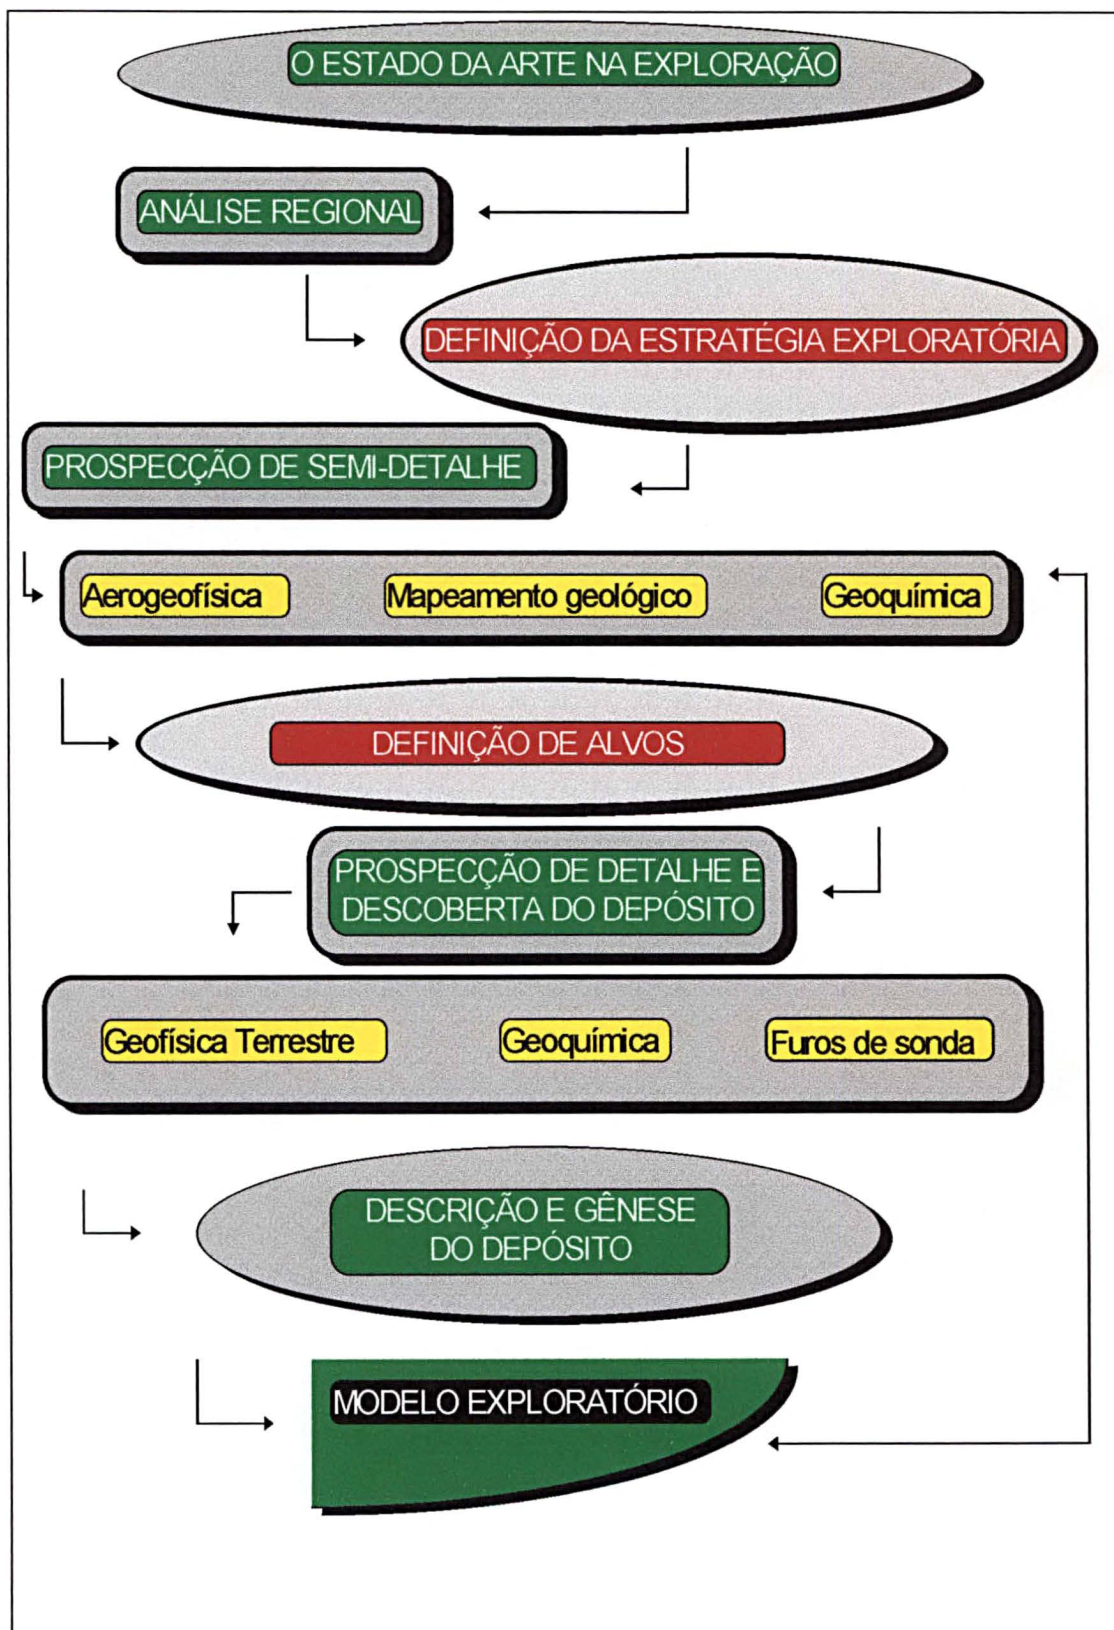 O ESTADO DA ARTE NA EXPLORAÇÃO
ANÁLISE REGIONAL
DEFINIÇÃO DA ESTRATÉGIA EXPLORATÓRIA
PROSPECÇÃO DE SEMI-DETALHE
Aerogeofísica
Mapeamento geológico
Geoquímica
DEFINIÇÃO DE ALVOS
PROSPECÇÃO DE DETALHE E
DESCOBERTA DO DEPÓSITO
Geofísica Terrestre
Geoquímica
Furos de sonda
DESCRIÇÃO E GÊNESE
DO DEPÓSITO
MODELO EXPLORATÓRIO